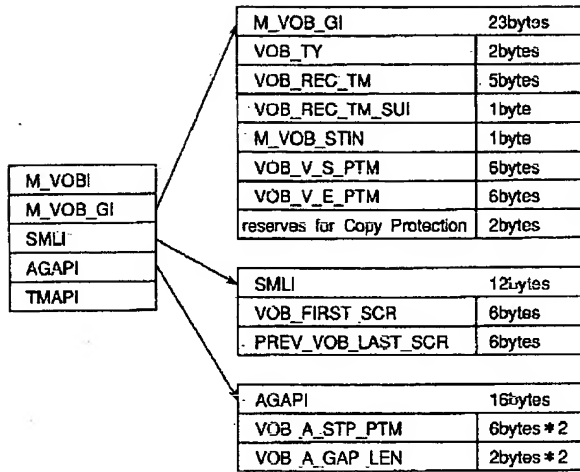 M_VOBI
M_VOB_GI
SMLI
AGAPI
TMAPI
M_VOB_GI 23bytes
VOB_TY 2bytes
VOB_REC_TM 5bytes
VOB_REC_TM_SUI 1byte
M_VOB_STIN 1byte
VOB_V_S_PTM 6bytes
VOB_V_E_PTM 6bytes
reserves for Copy Protection 2bytes
SMLI 12bytes
VOB_FIRST_SCR 6bytes
PREV_VOB_LAST_SCR 6bytes
AGAPI 16bytes
VOB_A_STP_PTM 6bytes*2
VOB_A_GAP_LEN 2bytes*2